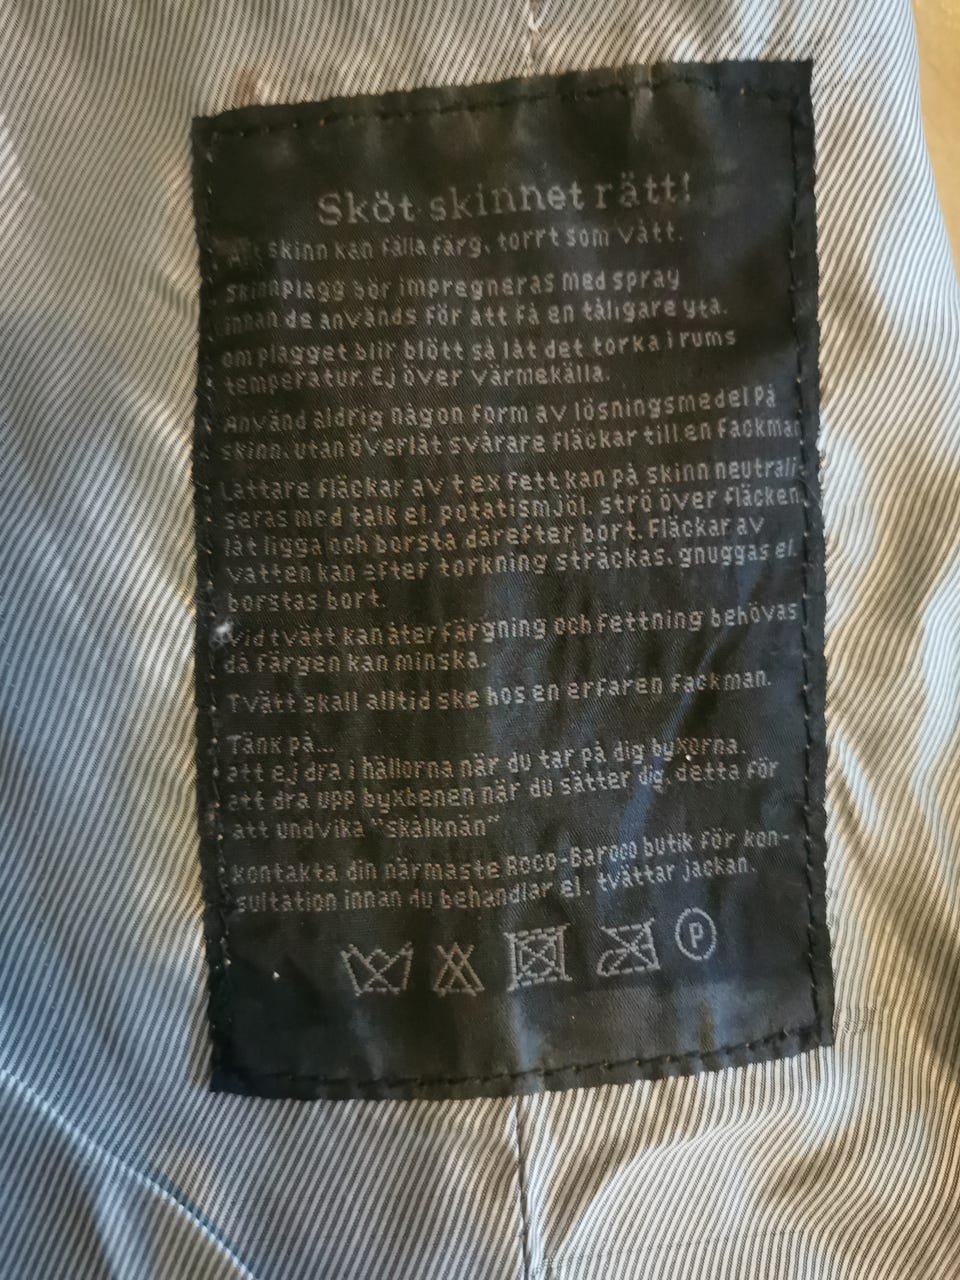 Sköt skinnet rätt!
Allt skinn kan fälla färg, torrt som vått.
Skinnplagg bör impregneras med spray
innan de används för att få en tåligare yta.
om plagget blir blött så låt det torka i rums
temperatur. Ej över värmekälla.
Använd aldrig någon form av lösningsmedel på
skinn, utan överlåt svårare fläckar till en fackman
Lättare fläckar av t ex fett kan på skinn neutrali-
seras med talk el. potatismjöl, strö över fläcken,
låt ligga och borsta därefter bort. Fläckar av
vatten kan efter torkning sträckas, gnuggas el.
borstas bort.
Vid tvätt kan återfärgning och fettning behövas
då färgen kan minska.
Tvätt skall alltid ske hos en erfaren fackman.
Tänk på...
att ej dra i hällorna när du tar på dig byxorna.
att dra upp byxbenen när du sätter dig, detta för
att undvika "skålknän"
kontakta din närmaste Roco-Baroco butik för kon-
sultation innan du behandlar el. tvättar jackan.
P